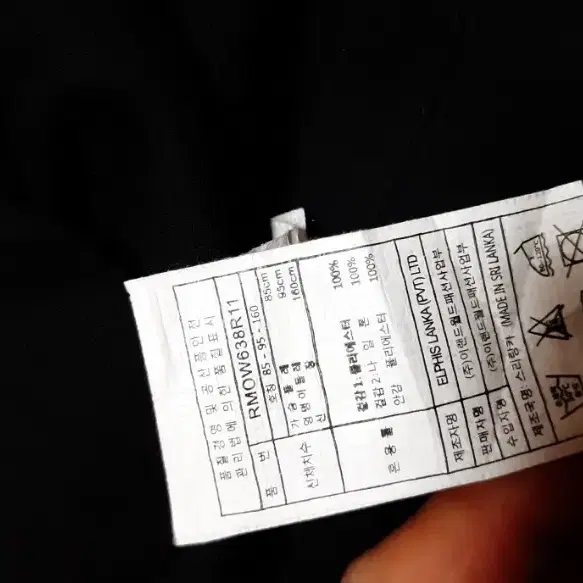 품질경영 및 공산품안전
관리 법에 의한 품질표시
품 번 RMOW638R11
호칭 85 - 95 - 160
신체치수 가슴둘레 85cm
엉덩이둘레 95cm
신 장 160cm
혼용률 겉감 1: 폴리에스터 100%
겉감 2: 나 일 론 100%
안감 폴리에스터 100%
제조자명 ELPHIS LANKA (PVT) LTD.
판매자명 (주)이랜드월드패션사업부
수입자명 (주)이랜드월드패션사업부
제조국명: 스리랑카 (MADE IN SRI LANKA)